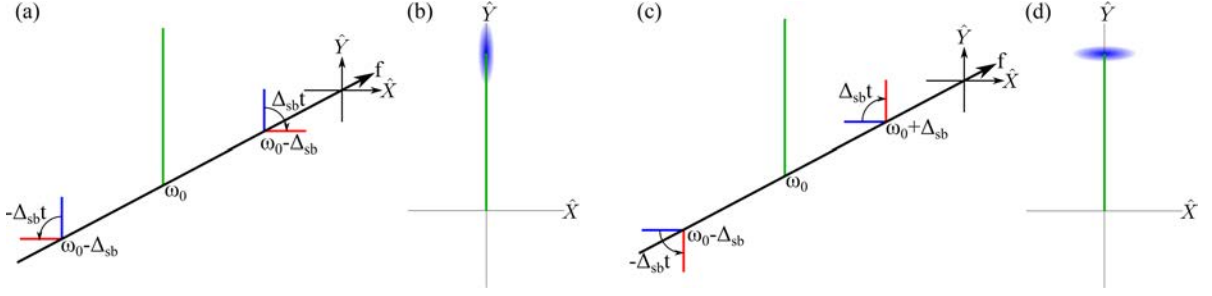 (a)
Ŷ
f
X̂
Δsbt
ω0-Δsb
ω0
-Δsbt
ω0-Δsb
(b)
Ŷ
X̂
(c)
Ŷ
f
X̂
Δsbt
ω0+Δsb
ω0
ω0-Δsb
-Δsbt
(d)
Ŷ
X̂